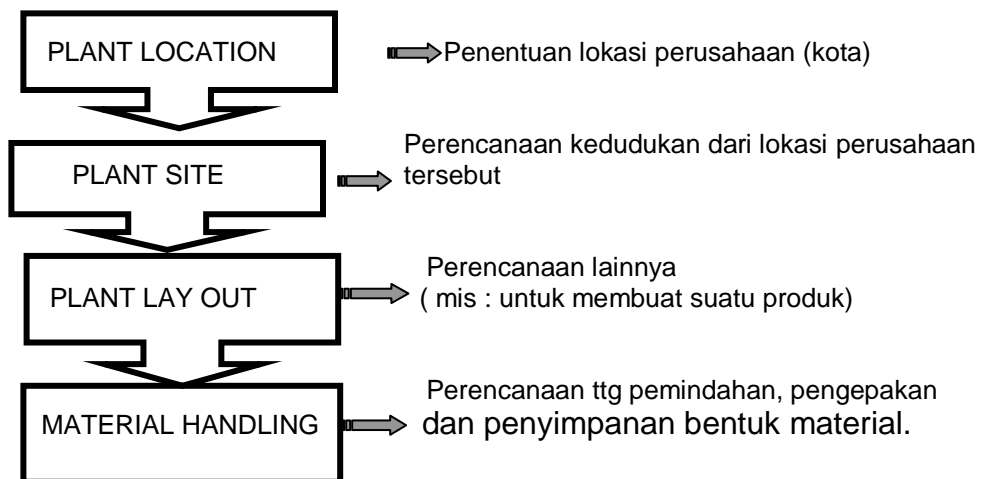 PLANT LOCATION
Penentuan lokasi perusahaan (kota)
PLANT SITE
Perencanaan kedudukan dari lokasi perusahaan
tersebut
PLANT LAY OUT
Perencanaan lainnya
( mis : untuk membuat suatu produk)
MATERIAL HANDLING
Perencanaan ttg pemindahan, pengepakan
dan penyimpanan bentuk material.